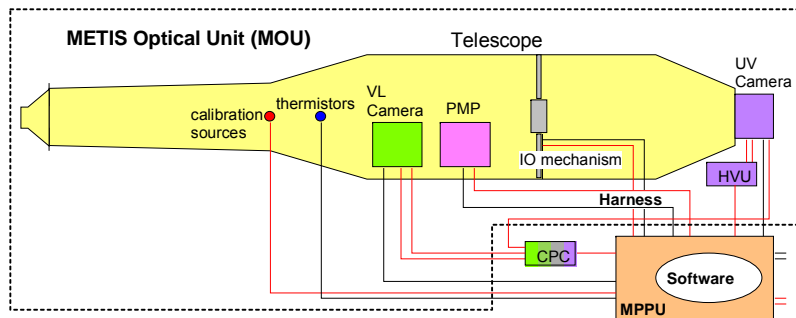 METIS Optical Unit (MOU)
Telescope
UV
Camera
VL
Camera
PMP
thermistors
calibration
sources
IO mechanism
HVU
Harness
CPC
Software
MPPU